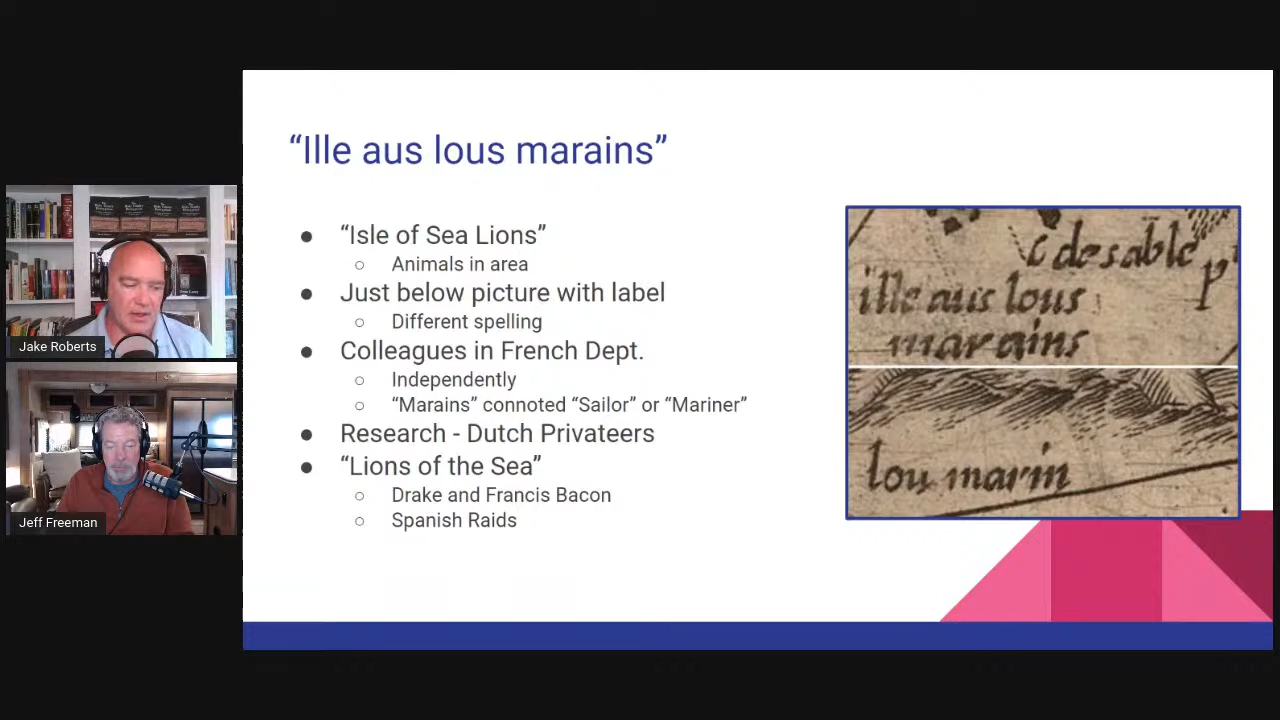 “Ille aus lous marains”
● “Isle of Sea Lions”
○ Animals in area
● Just below picture with label
○ Different spelling
● Colleagues in French Dept.
○ Independently
○ “Marains” connoted “Sailor” or “Mariner”
● Research - Dutch Privateers
● “Lions of the Sea”
○ Drake and Francis Bacon
○ Spanish Raids
c de sable
p
ille aus lous
marains
lou marin
Jake Roberts
Jeff Freeman